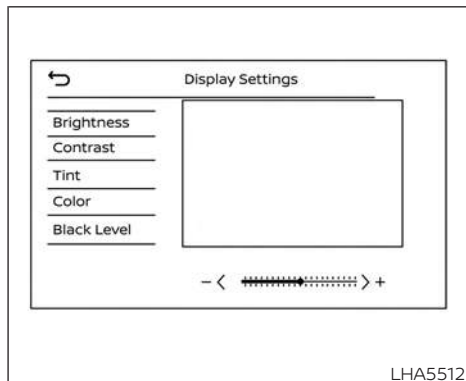 Display Settings
Brightness
Contrast
Tint
Color
Black Level
- < > +
LHA5512